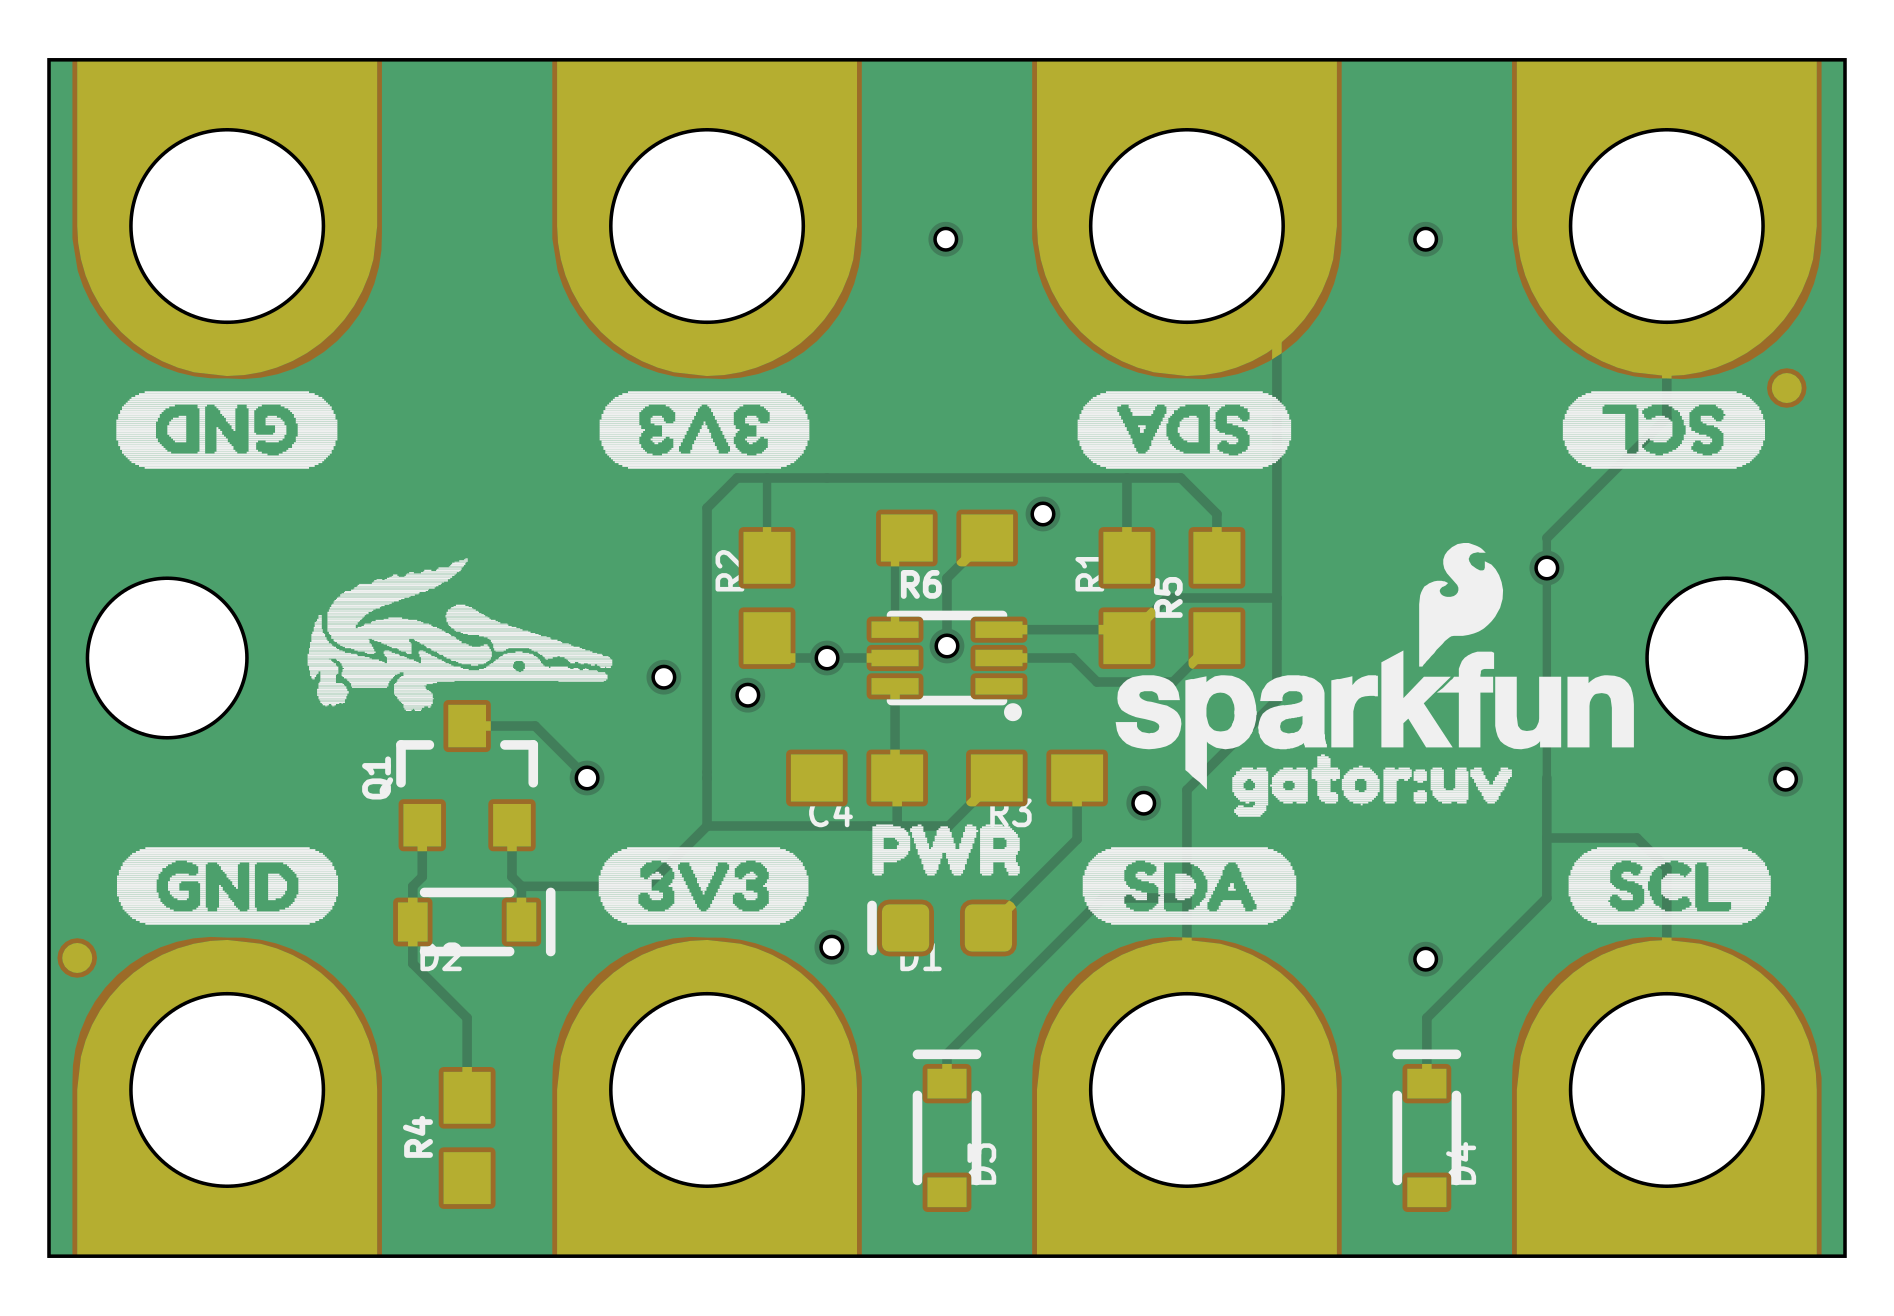 GND 3V3 SDA SCL
R2 R6 R1 R5
sparkfun
gator:uv
Q1
C4 R3
PWR
GND 3V3 SDA SCL
D2 D1
R4 D3 D4